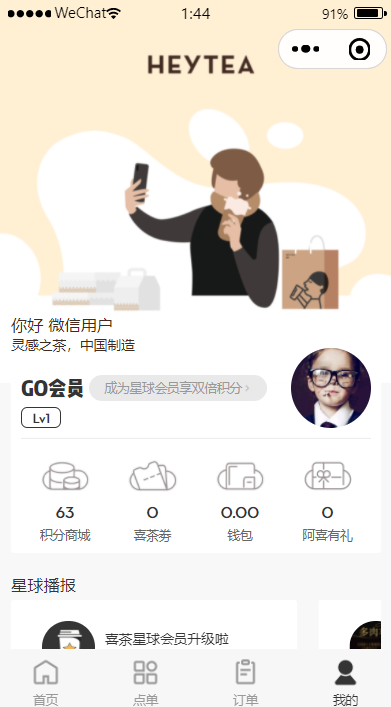 WeChat 1:44 91%
HEYTEA
你好 微信用户
灵感之茶，中国制造
GO会员 成为星球会员享双倍积分 ›
Lv1
63 0 0.00 0
积分商城 喜茶劵 钱包 阿喜有礼
星球播报
喜茶星球会员升级啦
首页 点单 订单 我的